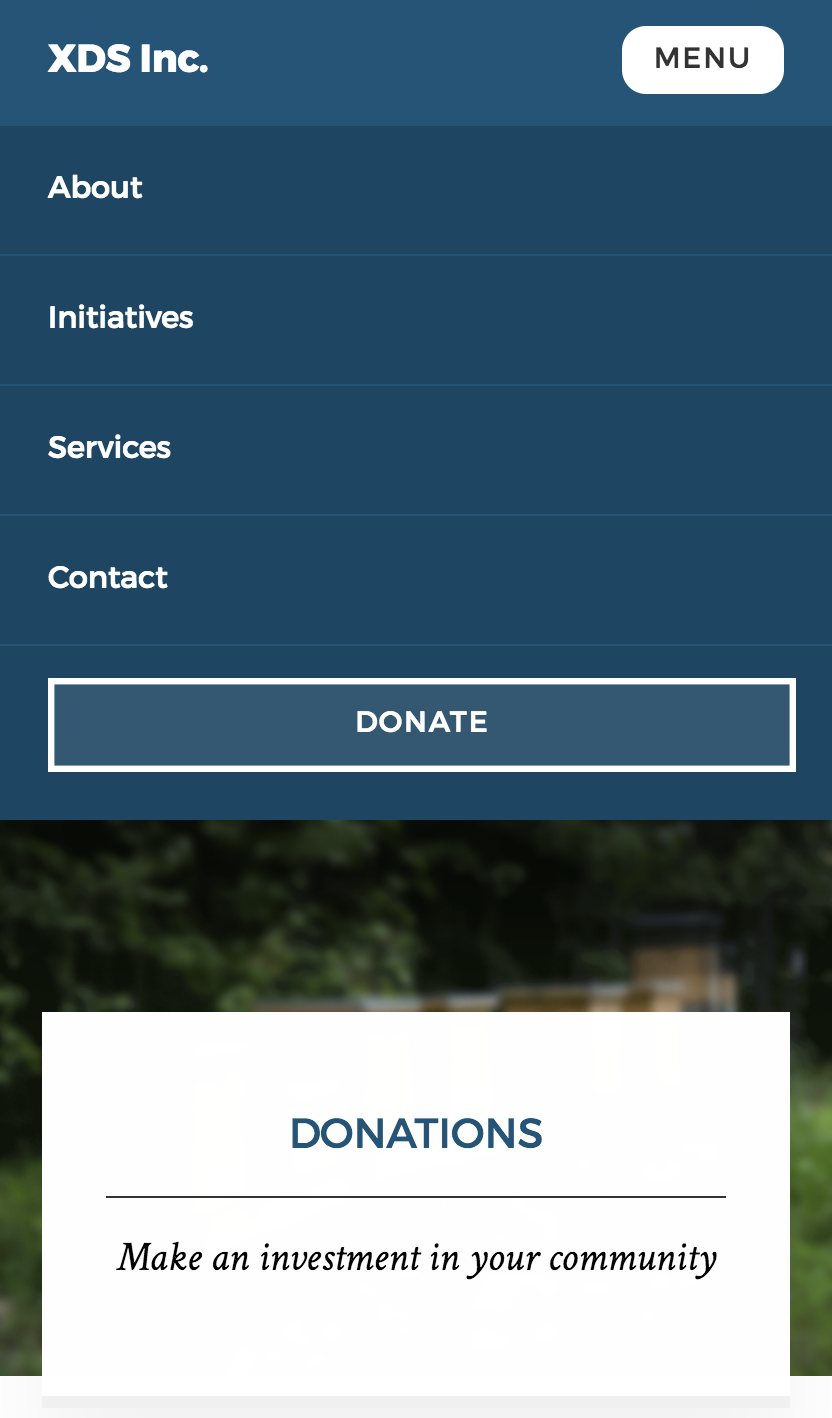 XDS Inc.
MENU
About
Initiatives
Services
Contact
DONATE
DONATIONS
Make an investment in your community